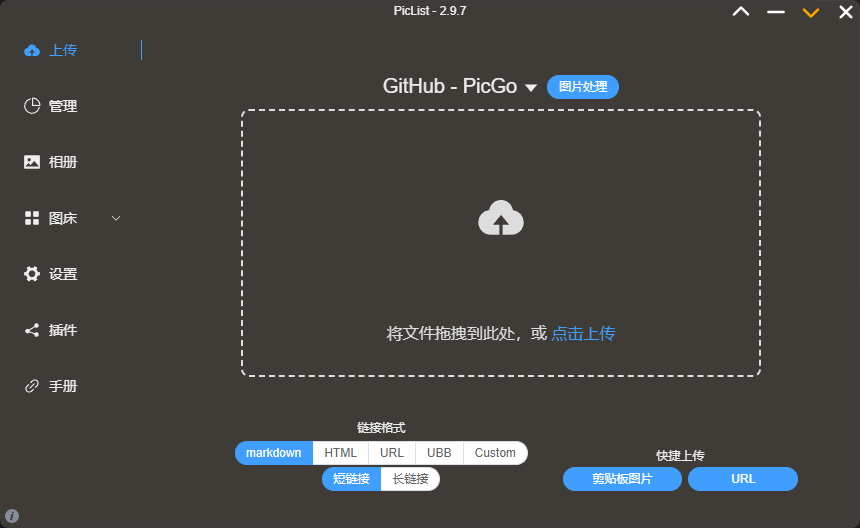 PicList - 2.9.7
上传
管理
相册
图床
设置
插件
手册
GitHub - PicGo
图片处理
将文件拖拽到此处，或 点击上传
链接格式
markdown HTML URL UBB Custom
短链接 长链接
快捷上传
剪贴板图片 URL